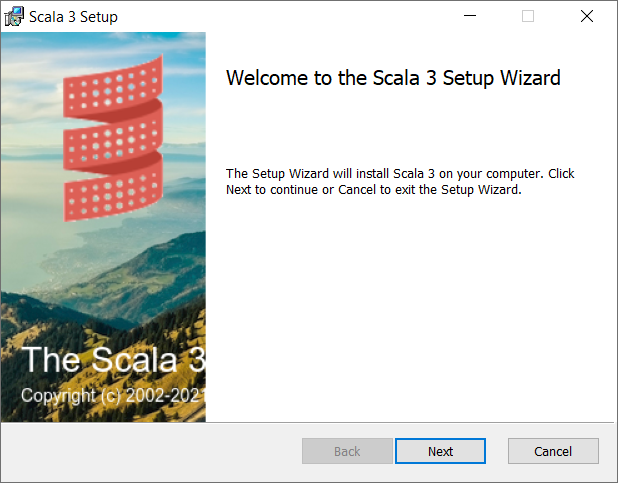 Scala 3 Setup
Welcome to the Scala 3 Setup Wizard
The Setup Wizard will install Scala 3 on your computer. Click
Next to continue or Cancel to exit the Setup Wizard.
The Scala 3
Copyright (c) 2002-2021
Back
Next
Cancel